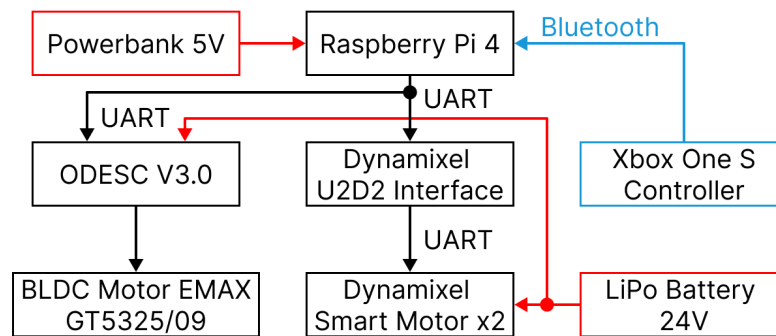 Powerbank 5V
Raspberry Pi 4
Bluetooth
UART
UART
ODESC V3.0
Dynamixel
U2D2 Interface
Xbox One S
Controller
UART
BLDC Motor EMAX
GT5325/09
Dynamixel
Smart Motor x2
LiPo Battery
24V